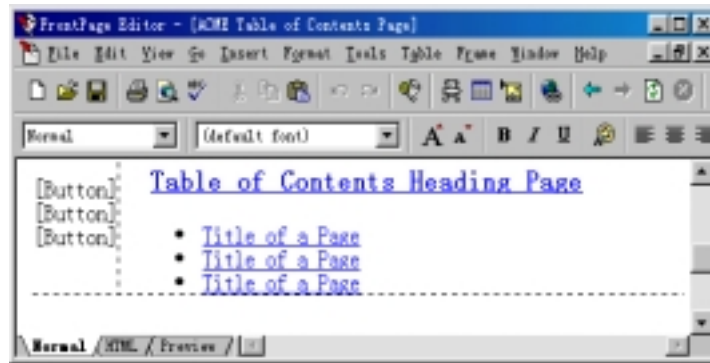 FrontPage Editor - [ACME Table of Contents Page]
File Edit View Go Insert Format Tools Table Frame Window Help
Normal (default font) A A B I U
[Button] Table of Contents Heading Page
[Button]
[Button] • Title of a Page
• Title of a Page
• Title of a Page
Normal HTML Preview